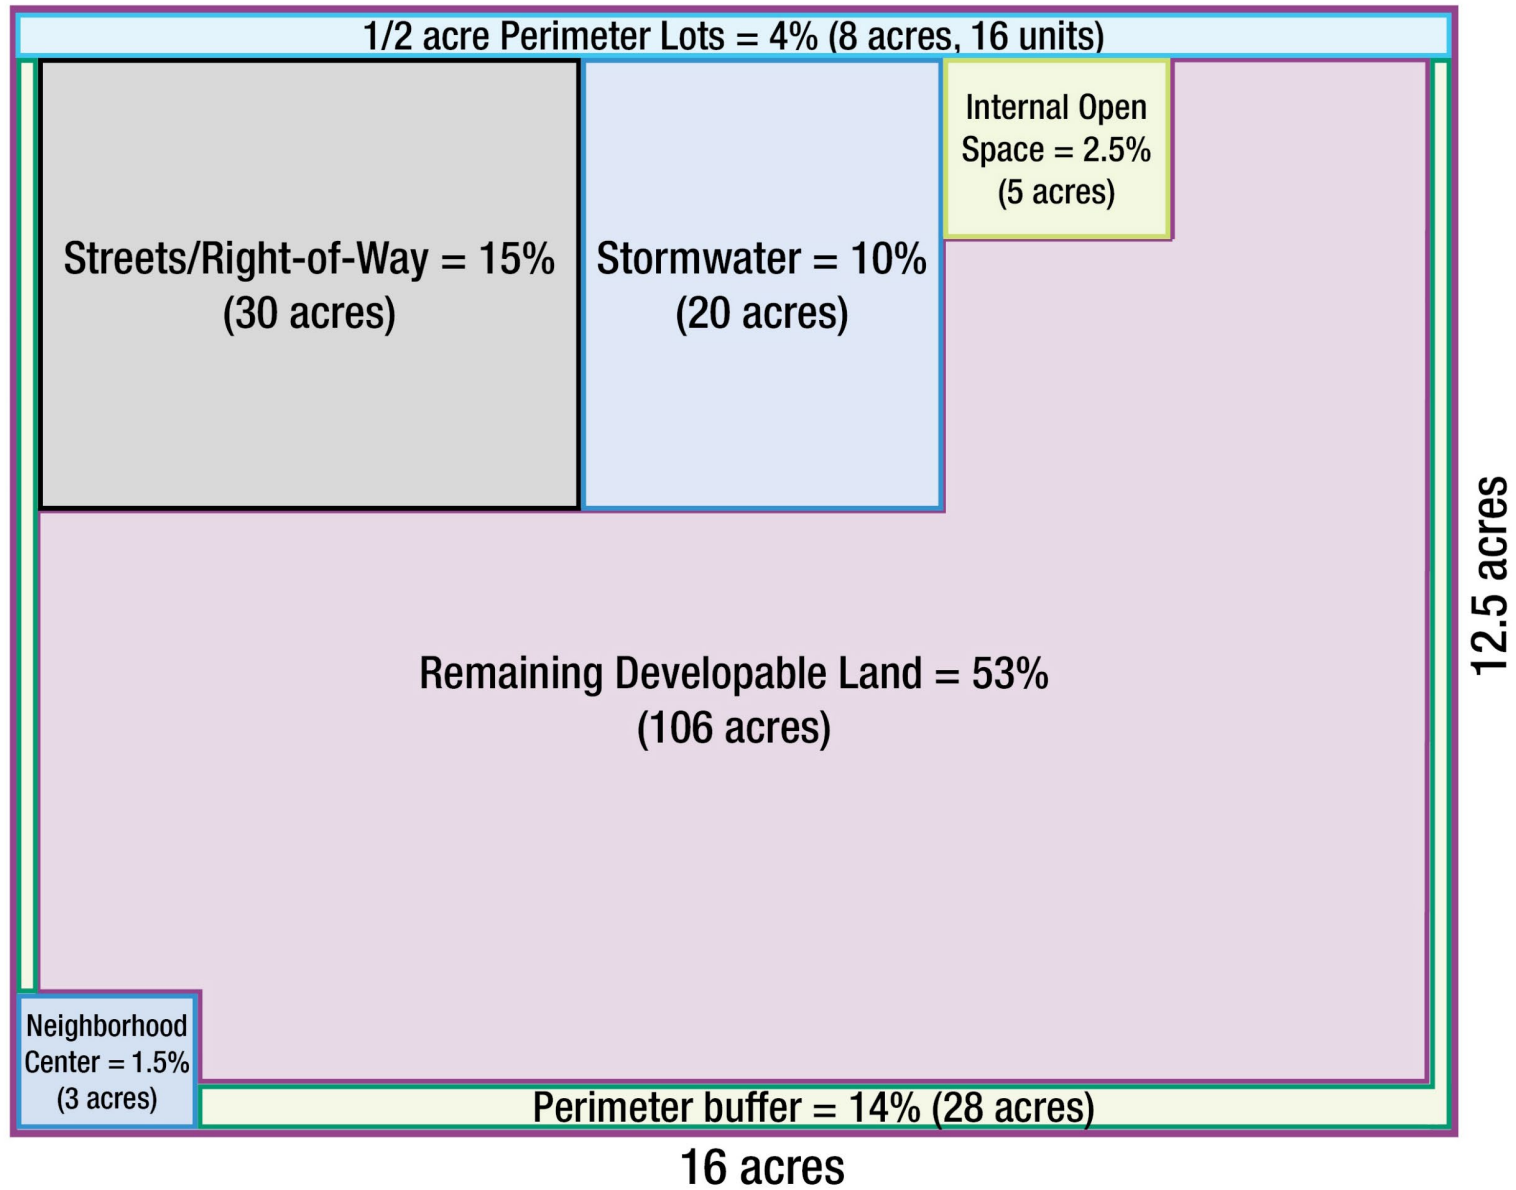 1/2 acre Perimeter Lots = 4% (8 acres, 16 units)
Streets/Right-of-Way = 15%
(30 acres)
Stormwater = 10%
(20 acres)
Internal Open
Space = 2.5%
(5 acres)
Remaining Developable Land = 53%
(106 acres)
12.5 acres
Neighborhood
Center = 1.5%
(3 acres)
Perimeter buffer = 14% (28 acres)
16 acres